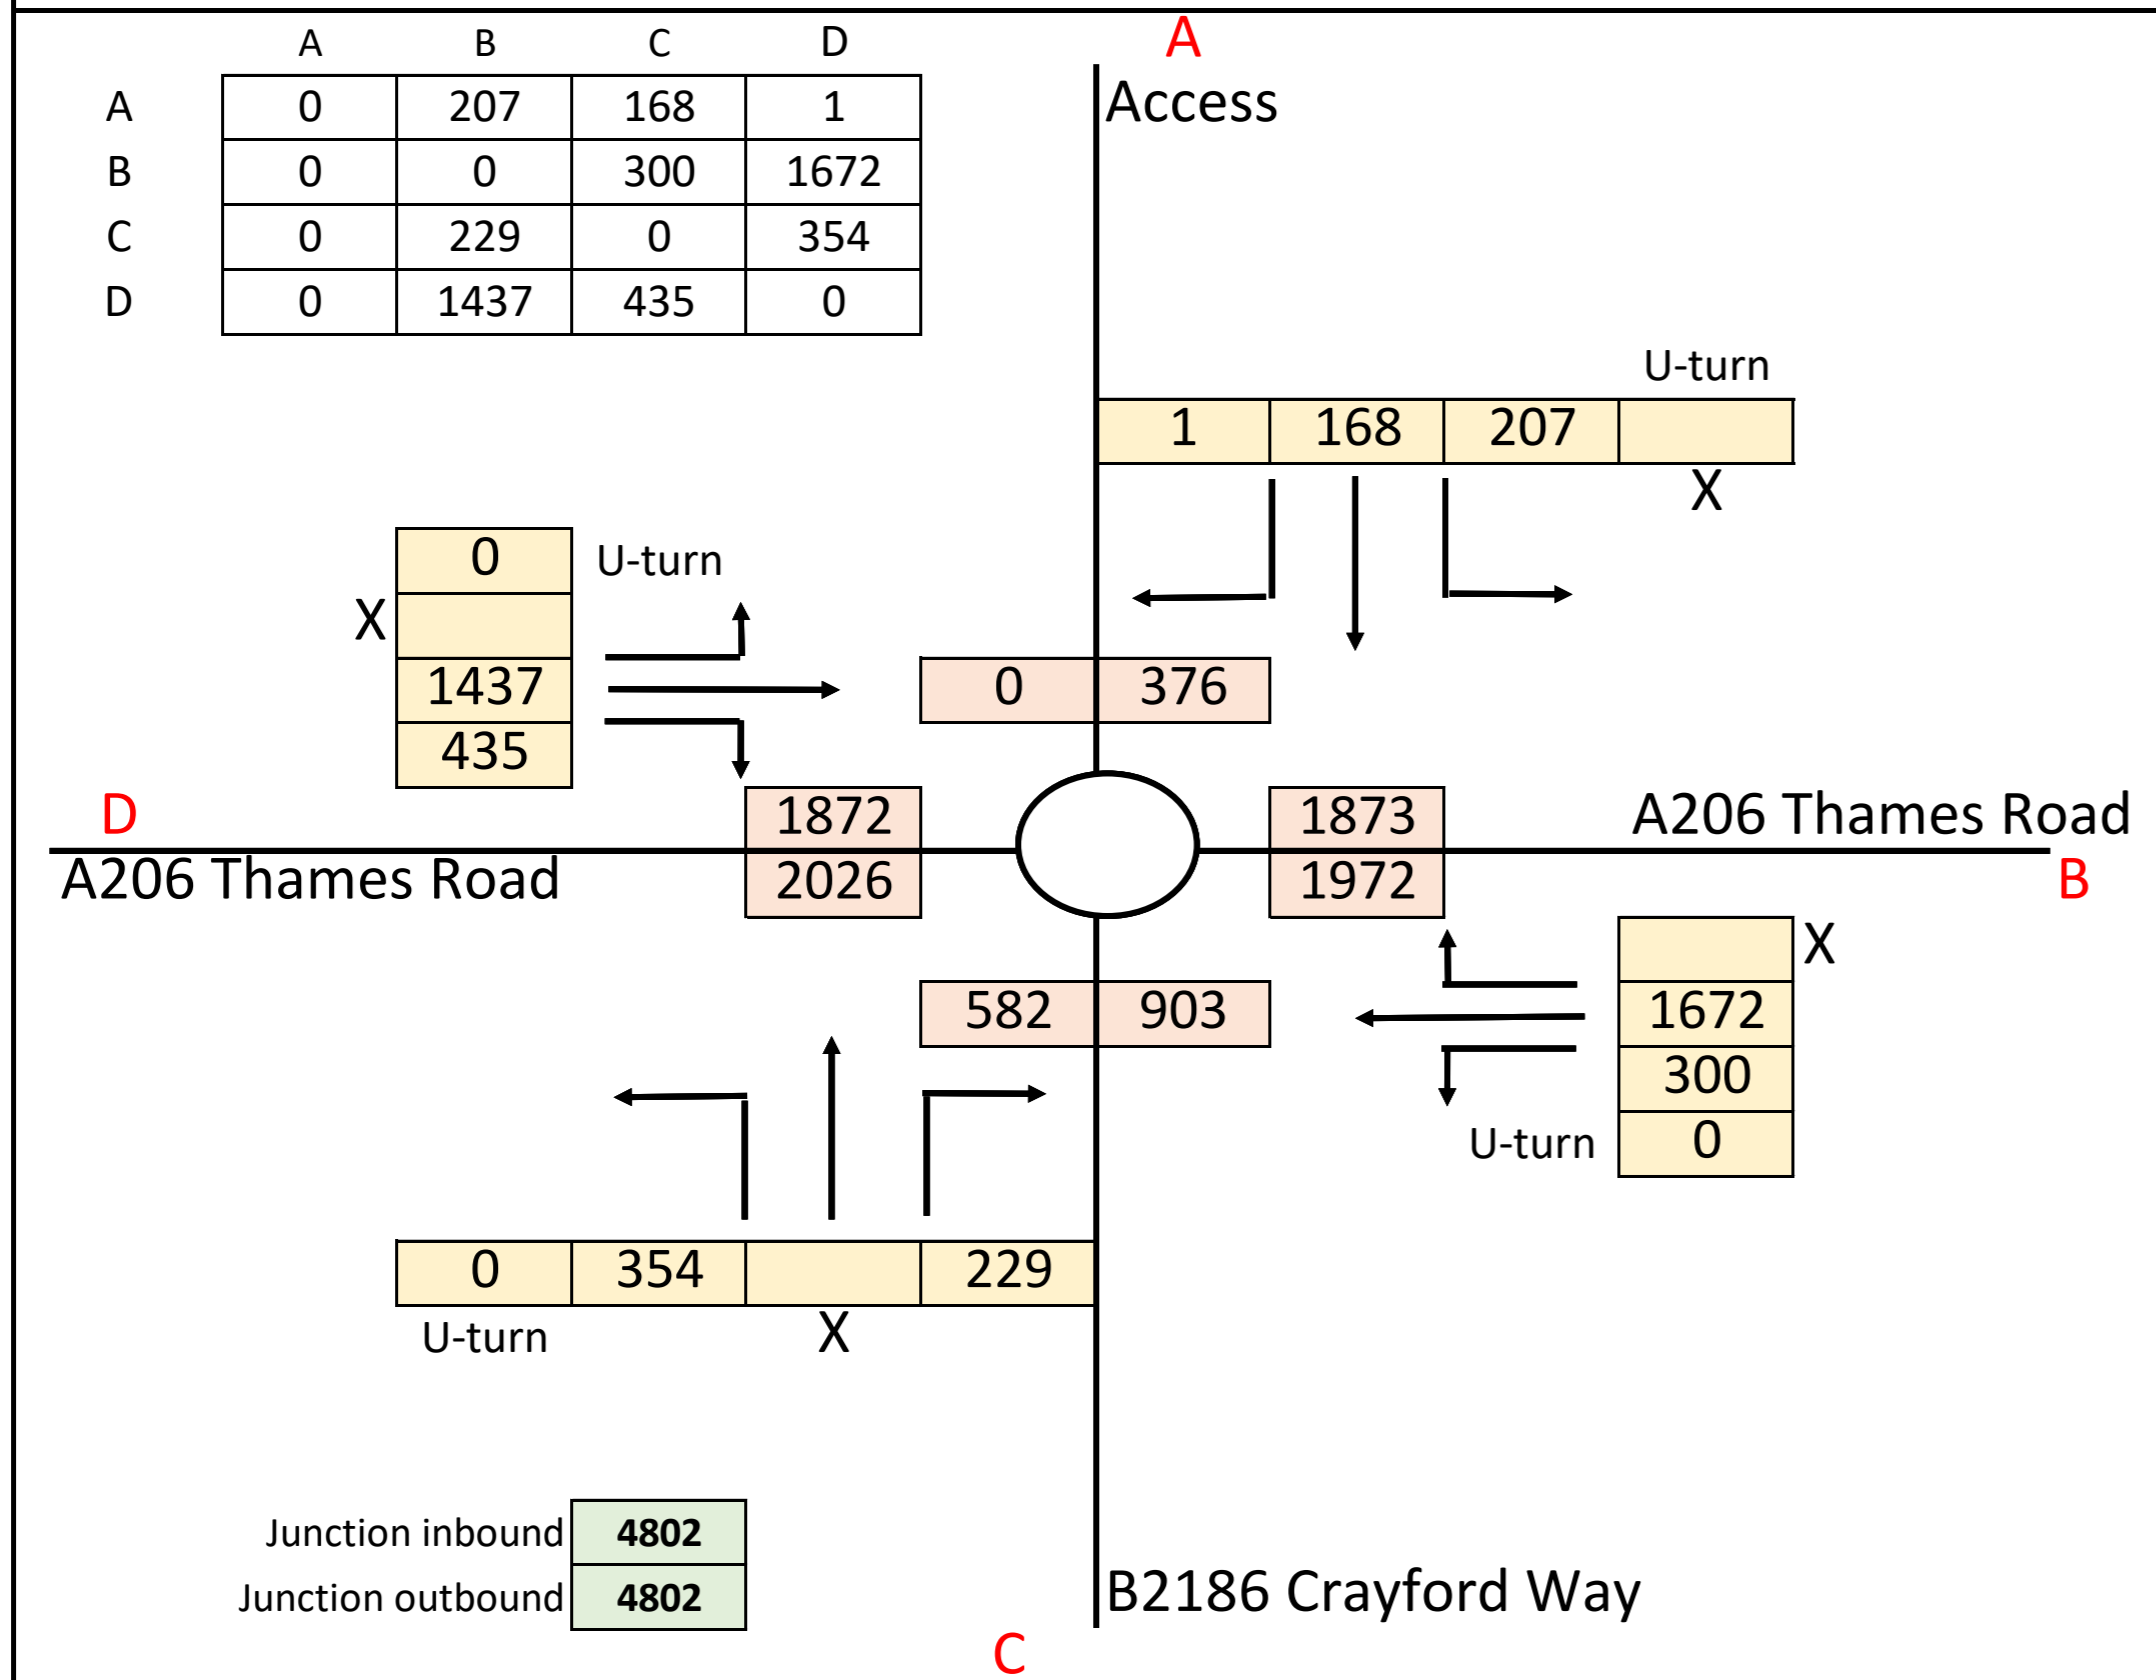 A B C D
A 0 207 168 1
B 0 0 300 1672
C 0 229 0 354
D 0 1437 435 0
A
Access
U-turn
1 168 207
X
0 U-turn
X
1437
435
0 376
D
A206 Thames Road
1872
2026
1873
1972
A206 Thames Road
B
582 903
X
1672
300
U-turn 0
0 354 229
U-turn X
Junction inbound 4802
Junction outbound 4802
B2186 Crayford Way
C